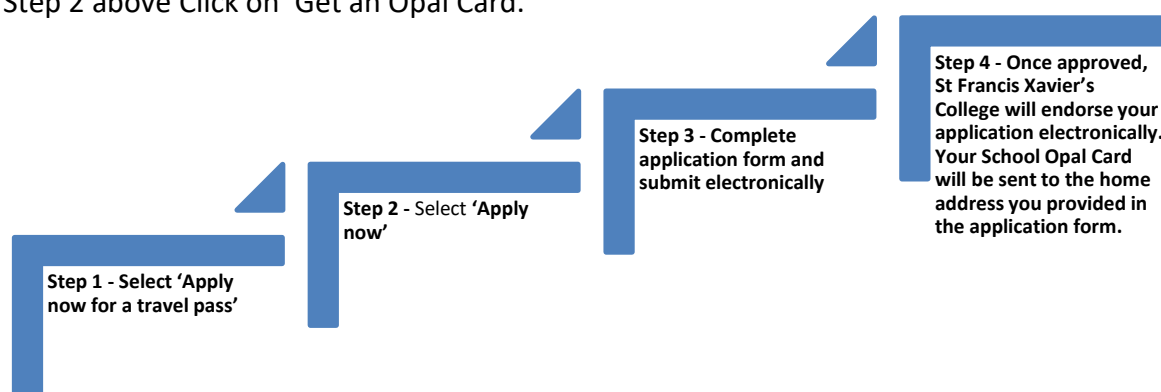 Step 2 above Click on 'Get an Opal Card.
Step 1 - Select ‘Apply
now for a travel pass’
Step 2 - Select ‘Apply
now’
Step 3 - Complete
application form and
submit electronically
Step 4 - Once approved,
St Francis Xavier’s
College will endorse your
application electronically.
Your School Opal Card
will be sent to the home
address you provided in
the application form.